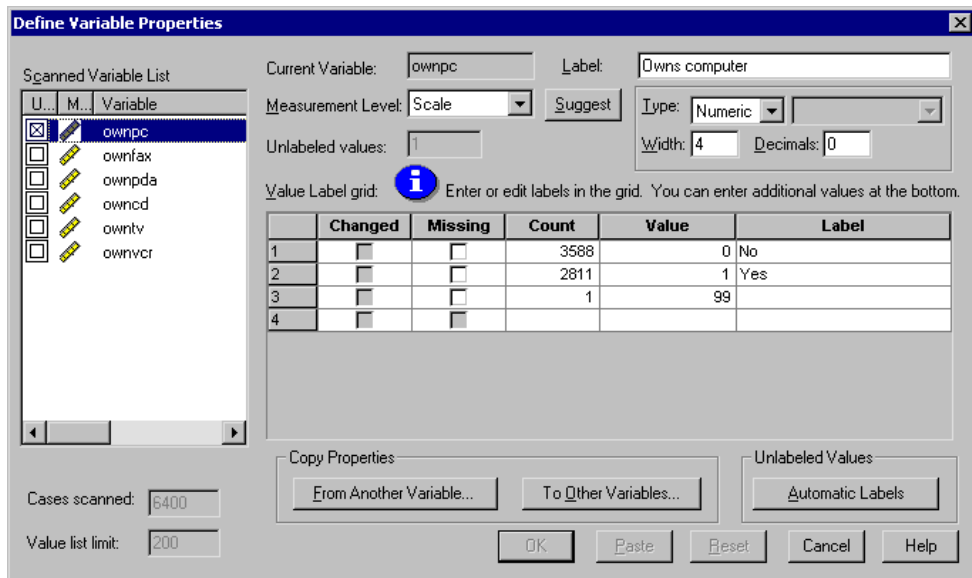 Define Variable Properties
Scanned Variable List
U... M... Variable
ownpc
ownfax
ownpda
owncd
owntv
ownvcr
Cases scanned: 6400
Value list limit: 200
Current Variable: ownpc Label: Owns computer
Measurement Level: Scale Suggest Type: Numeric
Unlabeled values: 1 Width: 4 Decimals: 0
Value Label grid: Enter or edit labels in the grid. You can enter additional values at the bottom.
Changed Missing Count Value Label
1 3588 0 No
2 2811 1 Yes
3 1 99
4
Copy Properties
From Another Variable... To Other Variables...
Unlabeled Values
Automatic Labels
OK Paste Reset Cancel Help